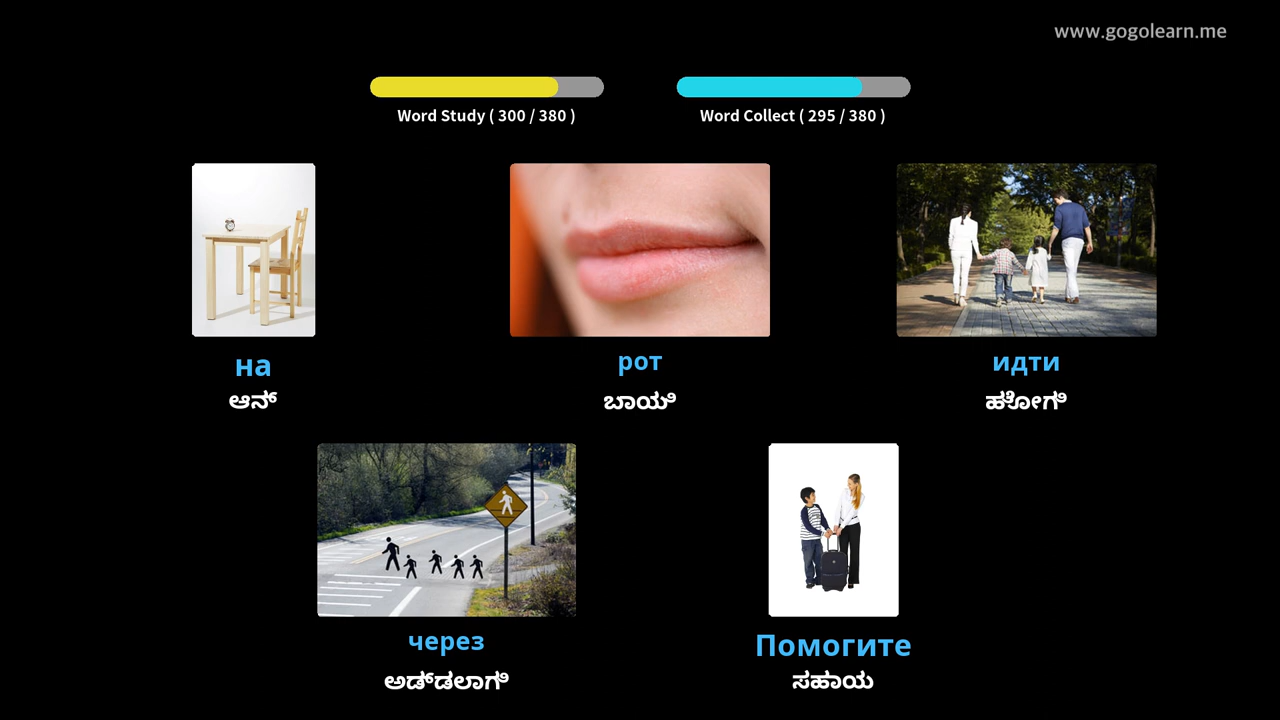 www.gogolearn.me
Word Study ( 300 / 380 )
Word Collect ( 295 / 380 )
на
рот
идти
ಆನ್
ಬಾಯಿ
ಹೋಗಿ
через
Помогите
ಅಡ್ಡಲಾಗಿ
ಸಹಾಯ